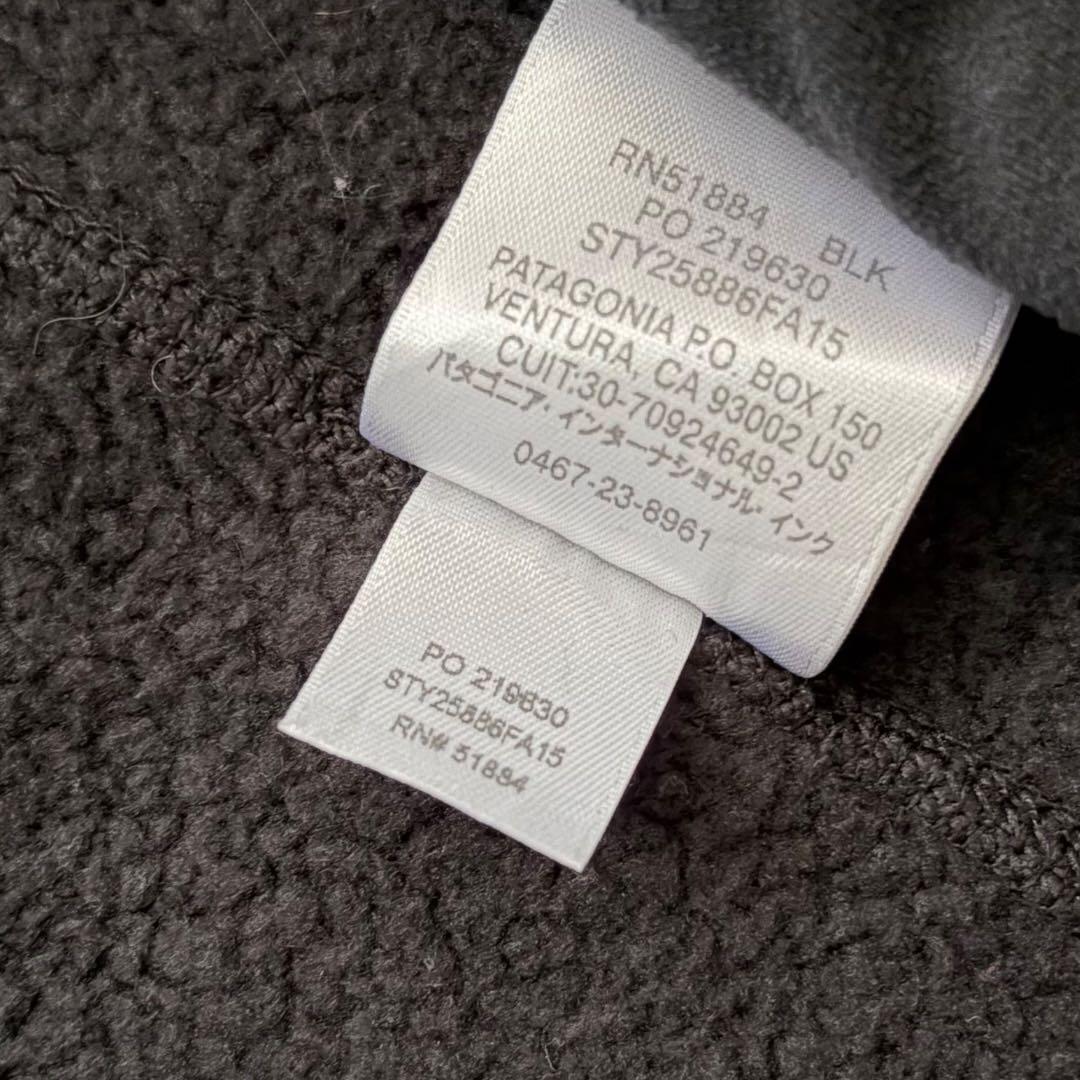 RN51884 BLK
PO 219630
STY25886FA15
PATAGONIA P.O. BOX 150
VENTURA, CA 93002 US
CUIT:30-70924649-2
パタゴニア・インターナショナル・インク
0467-23-8961
PO 219630
STY25886FA15
RN# 51884